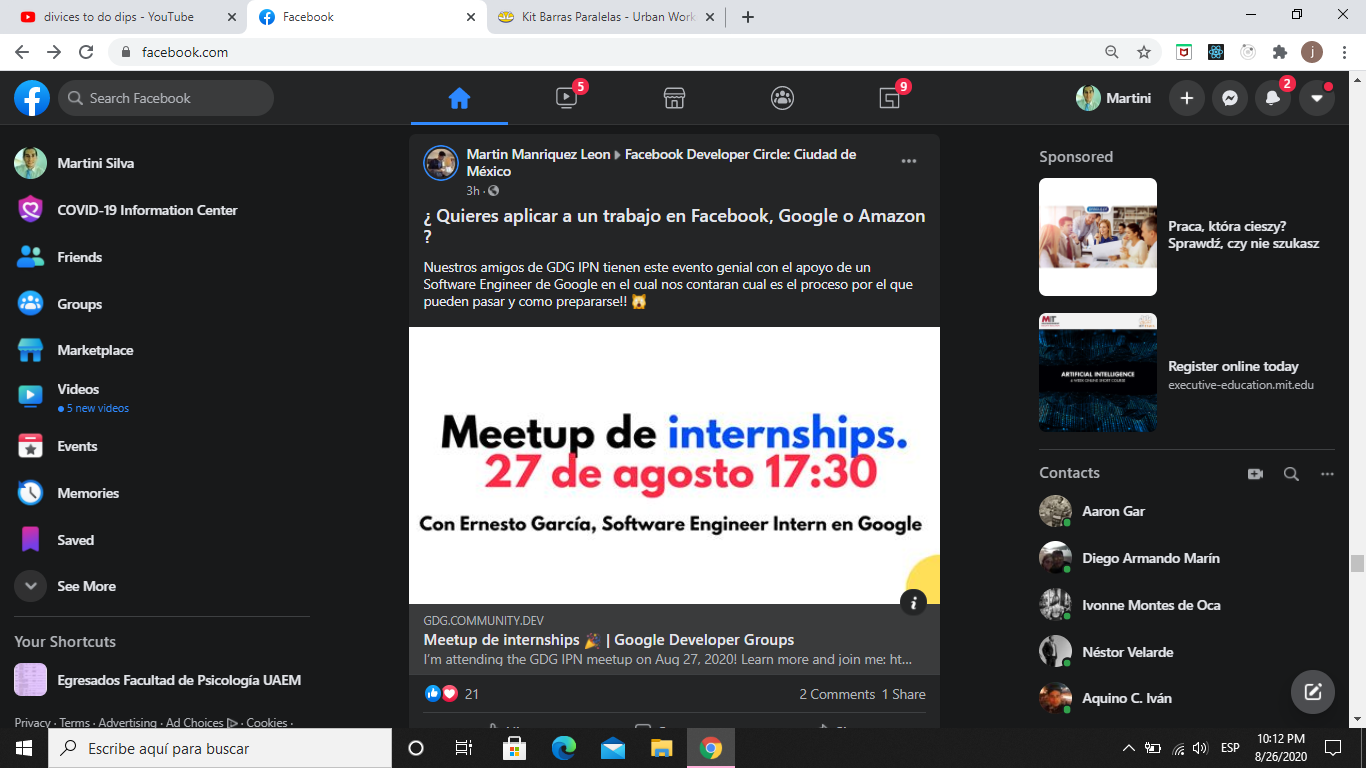 divices to do dips - YouTube
Facebook
Kit Barras Paralelas - Urban Work
facebook.com
j
Search Facebook
5
9
Martini
2
Martini Silva
COVID-19 Information Center
Friends
Groups
Marketplace
Videos
5 new videos
Events
Memories
Saved
See More
Your Shortcuts
Egresados Facultad de Psicología UAEM
Privacy · Terms · Advertising · Ad Choices · Cookies ·
Martin Manriquez Leon Facebook Developer Circle: Ciudad de
México
3h ·
¿ Quieres aplicar a un trabajo en Facebook, Google o Amazon
?
Nuestros amigos de GDG IPN tienen este evento genial con el apoyo de un
Software Engineer de Google en el cual nos contaran cual es el proceso por el que
pueden pasar y como prepararse!!
Meetup de internships.
27 de agosto 17:30
Con Ernesto García, Software Engineer Intern en Google
GDG.COMMUNITY.DEV
Meetup de internships | Google Developer Groups
I'm attending the GDG IPN meetup on Aug 27, 2020! Learn more and join me: ht...
21
2 Comments 1 Share
Sponsored
Praca, która cieszy?
Sprawdź, czy nie szukasz
MIT
ARTIFICIAL INTELLIGENCE
6 WEEK ONLINE SHORT COURSE
Register online today
executive-education.mit.edu
Contacts
Aaron Gar
Diego Armando Marín
Ivonne Montes de Oca
Néstor Velarde
Aquino C. Iván
Escribe aquí para buscar
ESP
10:12 PM
8/26/2020